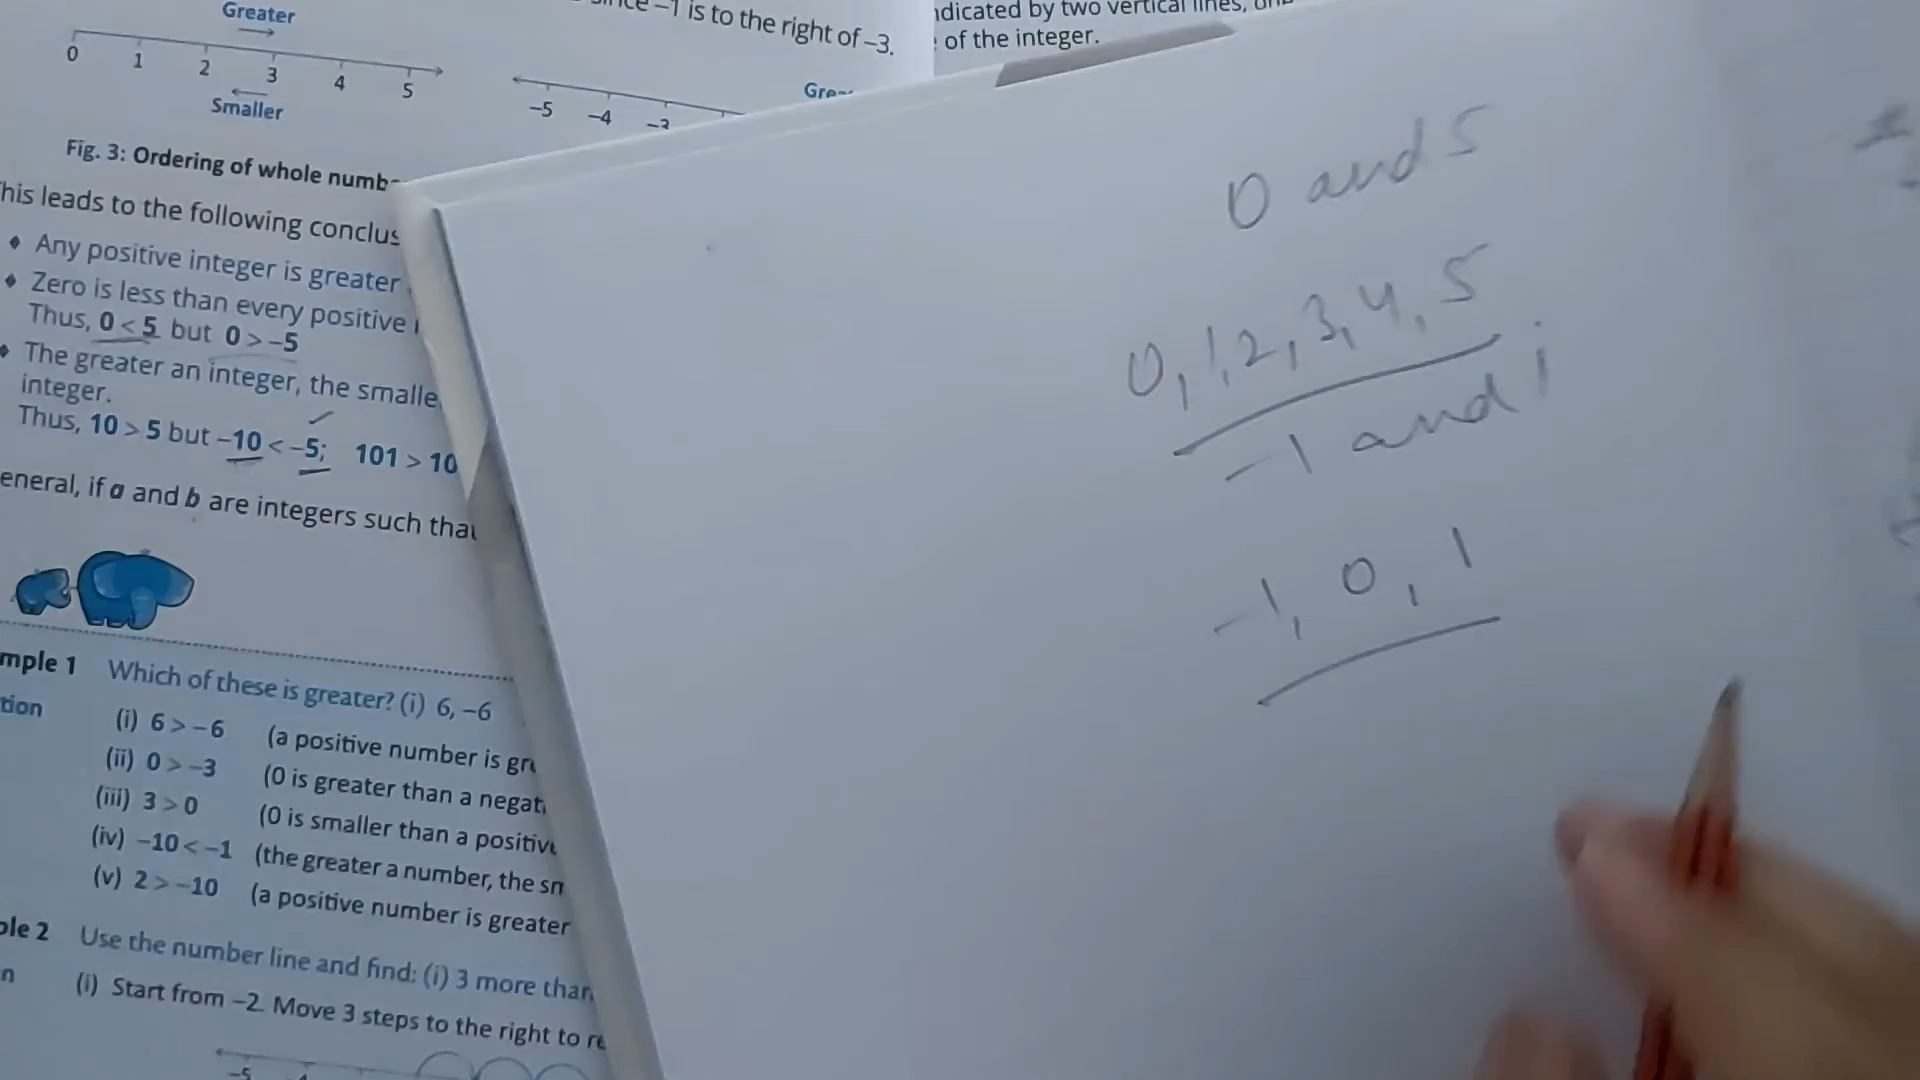 Greater
0 1 2 3 4 5
Smaller
–1 is to the right of –3.
–5 –4
Fig. 3: Ordering of whole numb
his leads to the following conclus
♦ Any positive integer is greater
♦ Zero is less than every positive
Thus, 0 < 5 but 0 > –5
♦ The greater an integer, the smalle
integer.
Thus, 10 > 5 but –10 < –5; 101 > 10
eneral, if a and b are integers such that
mple 1 Which of these is greater? (i) 6, –6
tion (i) 6 > –6 (a positive number is gre
(ii) 0 > –3 (0 is greater than a negati
(iii) 3 > 0 (0 is smaller than a positive
(iv) –10 < –1 (the greater a number, the sm
(v) 2 > –10 (a positive number is greater
ple 2 Use the number line and find: (i) 3 more than
n (i) Start from –2. Move 3 steps to the right to re
–5
ndicated by two vertical lines,
of the integer.
0 and 5
0, 1, 2, 3, 4, 5
–1 and 1
–1, 0, 1